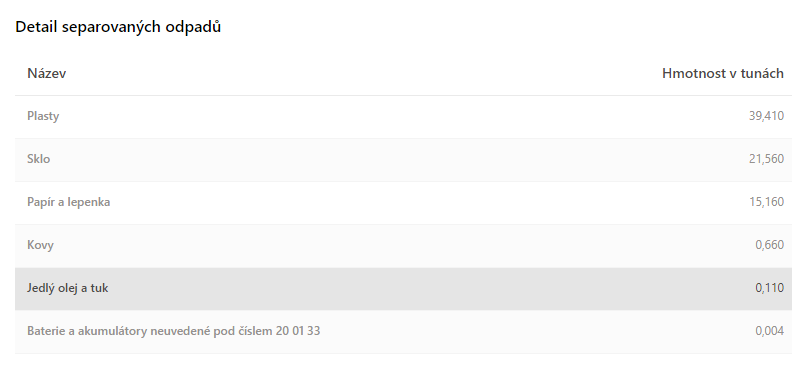 Detail separovaných odpadů
Název Hmotnost v tunách
Plasty 39,410
Sklo 21,560
Papír a lepenka 15,160
Kovy 0,660
Jedlý olej a tuk 0,110
Baterie a akumulátory neuvedené pod číslem 20 01 33 0,004